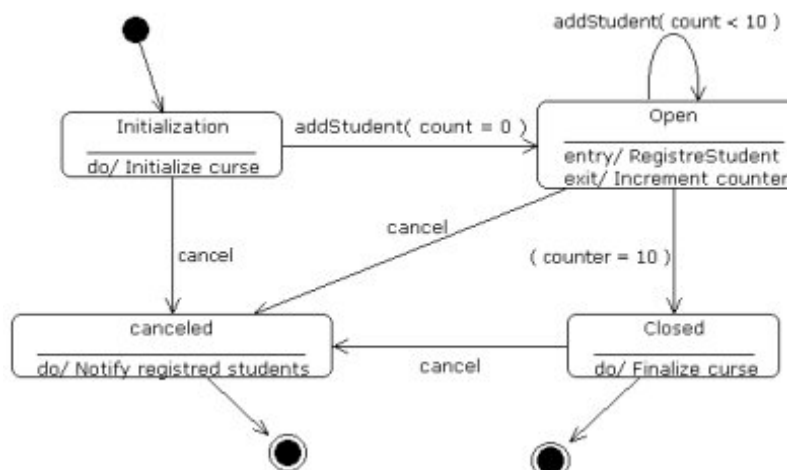 addStudent( count < 10 )
Initialization
do/ Initialize curse
addStudent( count = 0 )
Open
entry/ RegistreStudent
exit/ Increment counter
cancel
cancel
( counter = 10 )
canceled
do/ Notify registred students
cancel
Closed
do/ Finalize curse